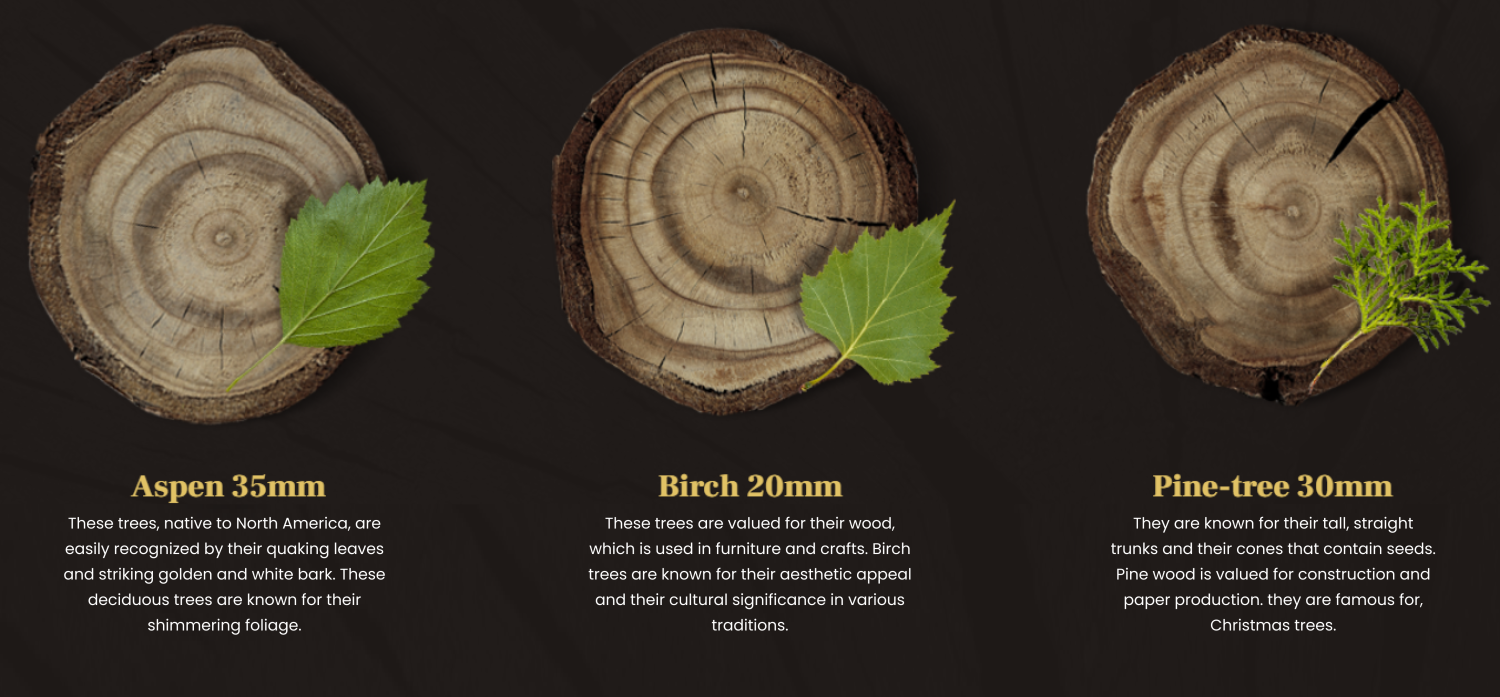 Aspen 35mm
These trees, native to North America, are
easily recognized by their quaking leaves
and striking golden and white bark. These
deciduous trees are known for their
shimmering foliage.
Birch 20mm
These trees are valued for their wood,
which is used in furniture and crafts. Birch
trees are known for their aesthetic appeal
and their cultural significance in various
traditions.
Pine-tree 30mm
They are known for their tall, straight
trunks and their cones that contain seeds.
Pine wood is valued for construction and
paper production. they are famous for,
Christmas trees.